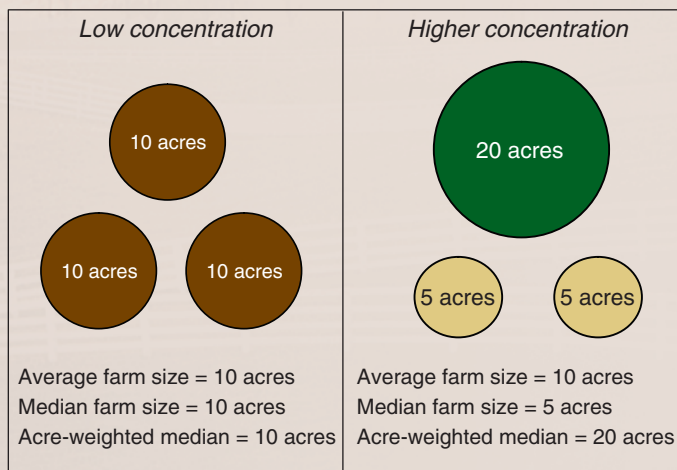 Low concentration
10 acres
10 acres
10 acres
Average farm size = 10 acres
Median farm size = 10 acres
Acre-weighted median = 10 acres
Higher concentration
20 acres
5 acres
5 acres
Average farm size = 10 acres
Median farm size = 5 acres
Acre-weighted median = 20 acres